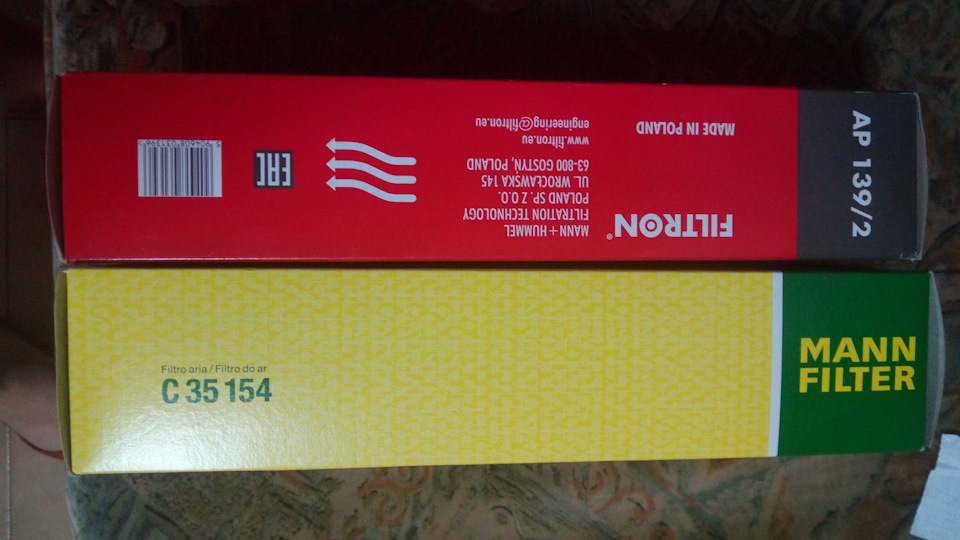 AP 139/2
FILTRON®
MADE IN POLAND
MANN+HUMMEL
FILTRATION TECHNOLOGY
POLAND SP. Z O.O.
UL. WROCŁAWSKA 145
63-800 GOSTYŃ, POLAND
www.filtron.eu
engineering@filtron.eu
EAC
Filtro aria / Filtro do ar
C 35 154
MANN
FILTER